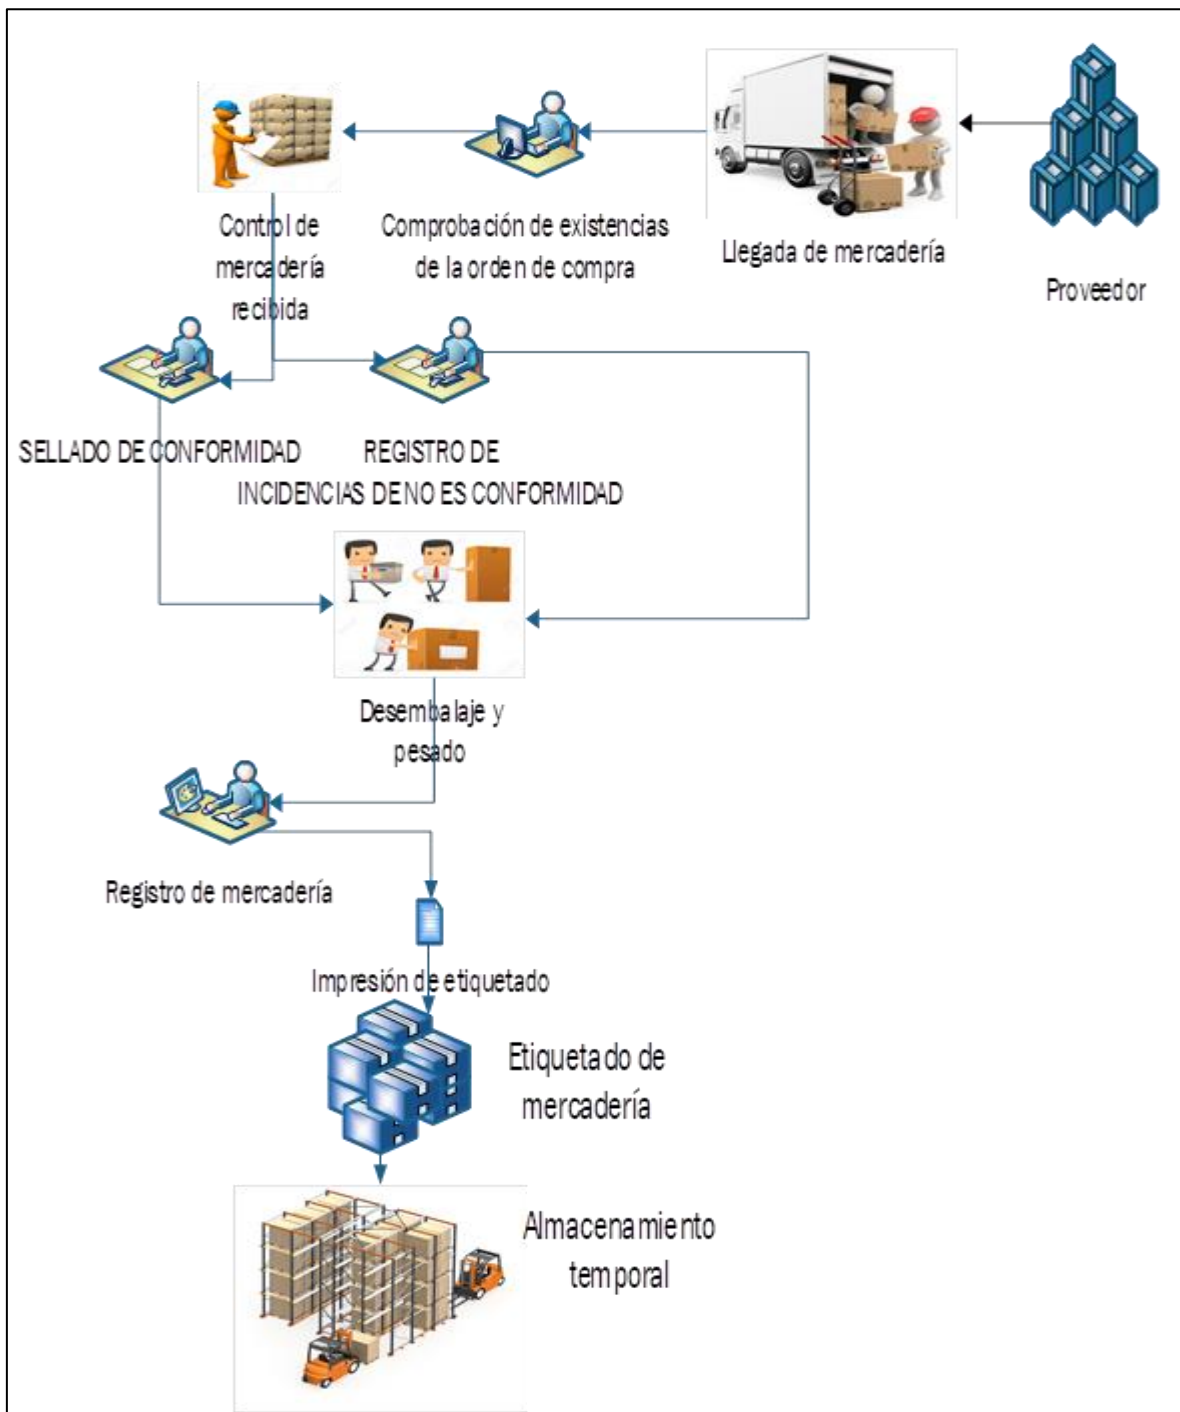 Control de
mercadería
recibida
Comprobación de existencias
de la orden de compra
Llegada de mercadería
Proveedor
SELLADO DE CONFORMIDAD
REGISTRO DE
INCIDENCIAS DE NO ES CONFORMIDAD
Desembalaje y
pesado
Registro de mercadería
Impresión de etiquetado
Etiquetado de
mercadería
Almacenamiento
temporal